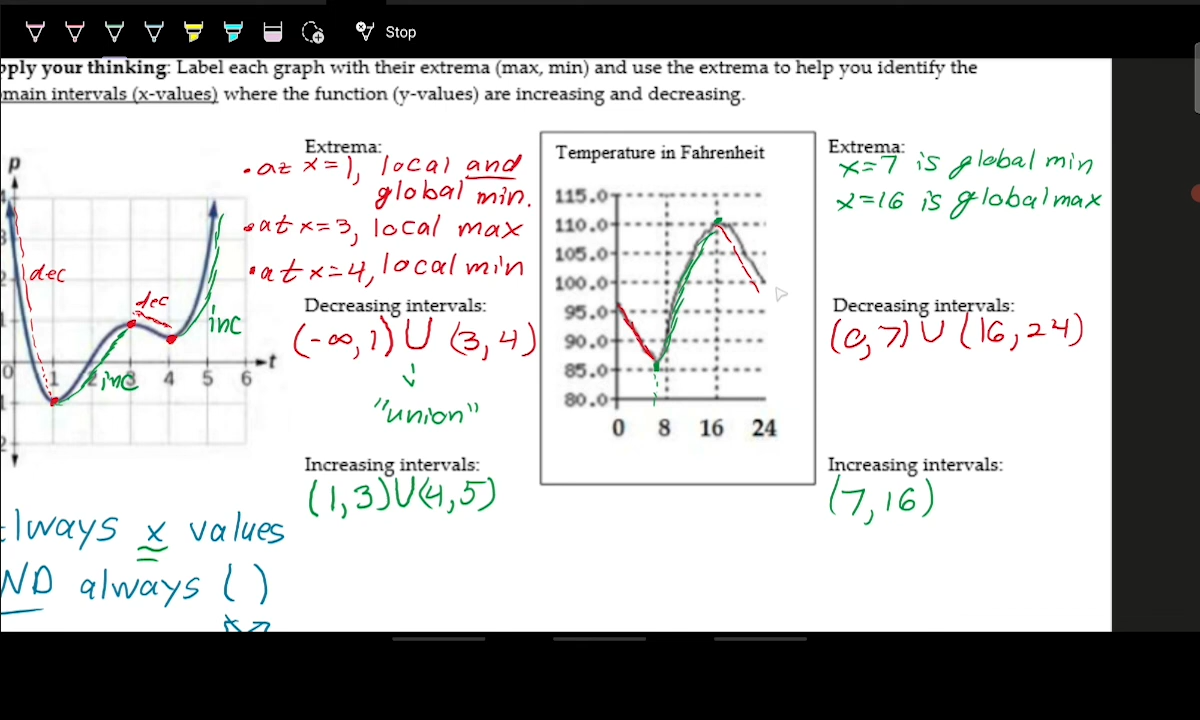 Stop
pply your thinking: Label each graph with their extrema (max, min) and use the extrema to help you identify the
main intervals (x-values) where the function (y-values) are increasing and decreasing.
p
3
2
1
0
1
2
3
4
5
6
t
1
2
dec
dec
inc
inc
Extrema:
• at x=1, local and
global min.
• at x=3, local max
• at x=4, local min
Decreasing intervals:
(-∞,1)∪(3,4)
↓
"union"
Increasing intervals:
(1,3)∪(4,5)
Temperature in Fahrenheit
115.0
110.0
105.0
100.0
95.0
90.0
85.0
80.0
0 8 16 24
Extrema:
x=7 is global min
x=16 is global max
Decreasing intervals:
(0,7)∪(16,24)
Increasing intervals:
(7,16)
lways x values
ND always ( )